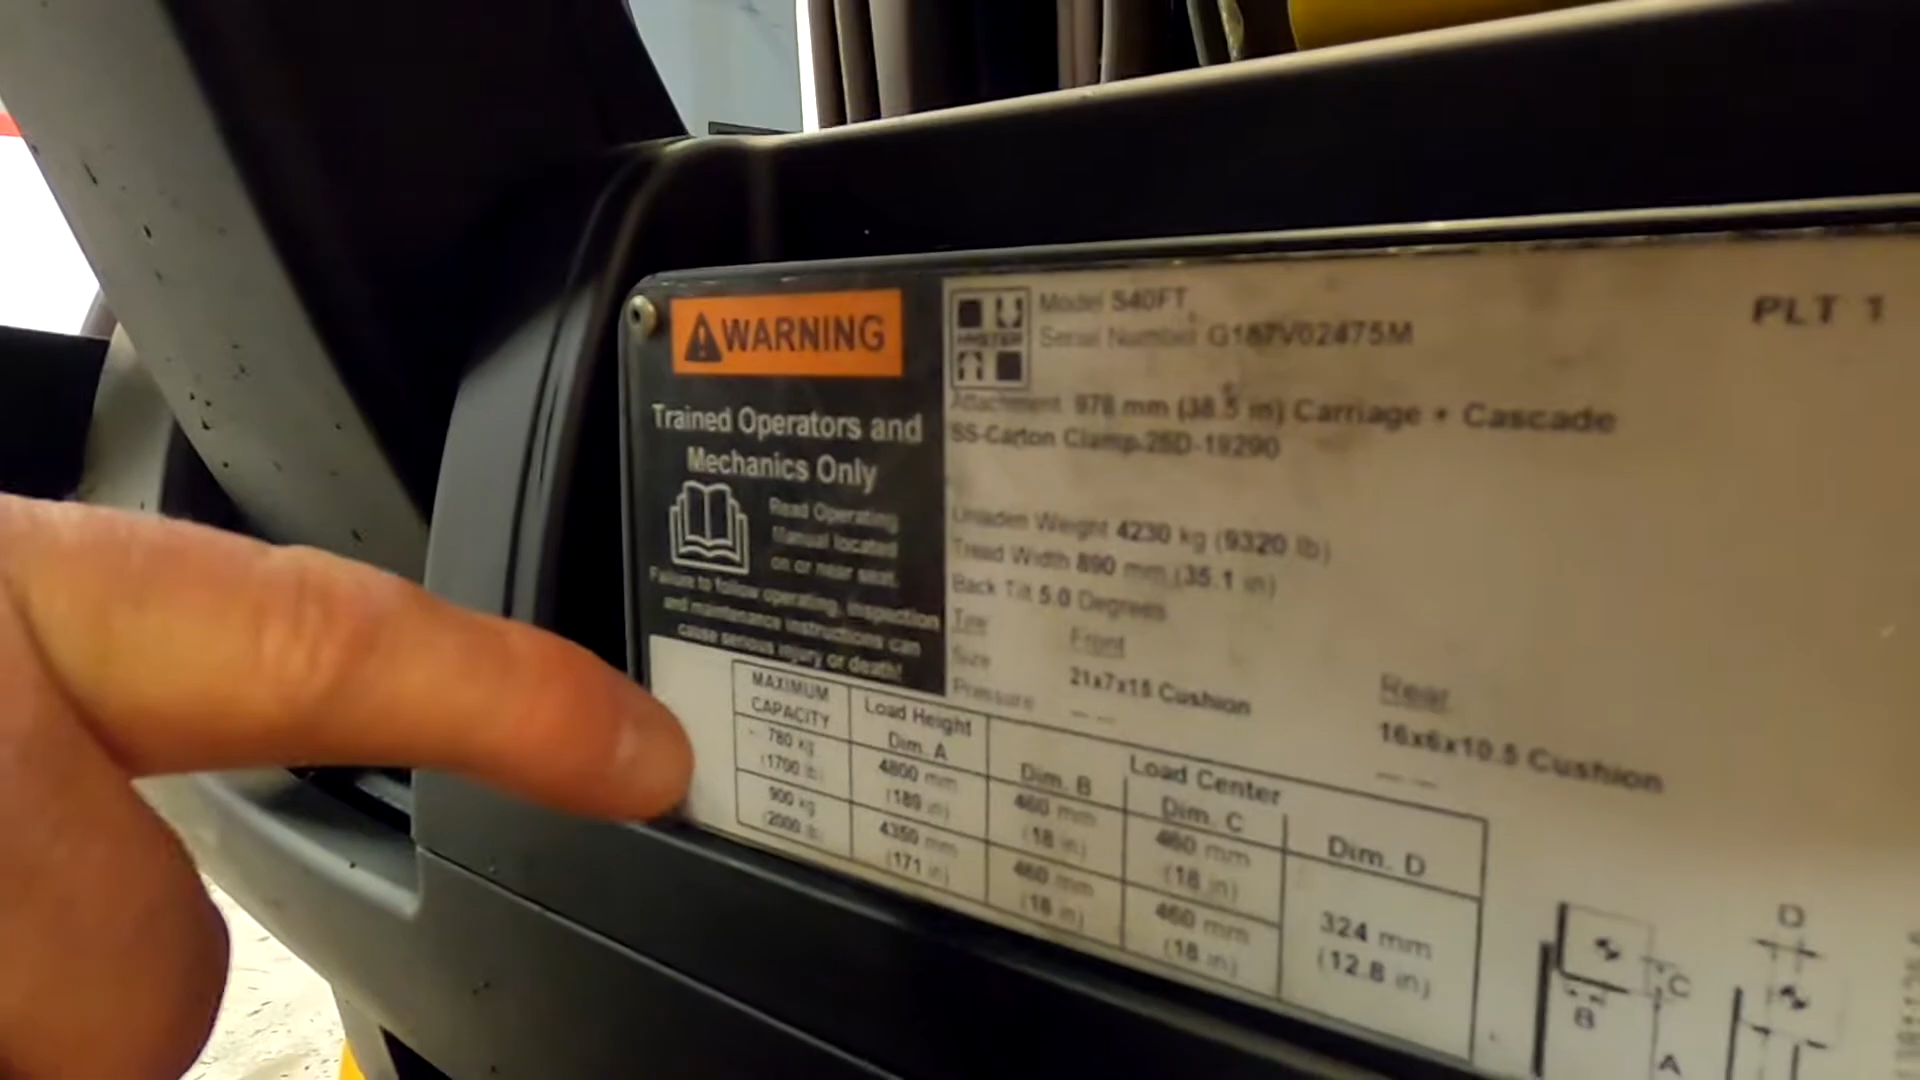 WARNING
Trained Operators and
Mechanics Only
Read Operating
Manual located
on or near seat.
Failure to follow operating, inspection
and maintenance instructions can
cause serious injury or death!
HYSTER
Model S40FT
Serial Number G187V02475M
PLT 1
Attachment 978 mm (38.5 in) Carriage + Cascade
SS-Carton Clamp-25D-19290
Unladen Weight 4230 kg (9320 lb)
Tread Width 890 mm (35.1 in)
Back Tilt 5.0 Degrees
Tire Front Rear
Size 21x7x15 Cushion 16x6x10.5 Cushion
Pressure -- -- -- --
MAXIMUM CAPACITY Load Height Dim. A Load Center
Dim. B Dim. C Dim. D
780 kg 4800 mm 460 mm 460 mm
(1700 lb) (189 in) (18 in) (18 in)
900 kg 4350 mm 460 mm 460 mm 324 mm
(2000 lb) (171 in) (18 in) (18 in) (12.8 in)
D
C
B
A